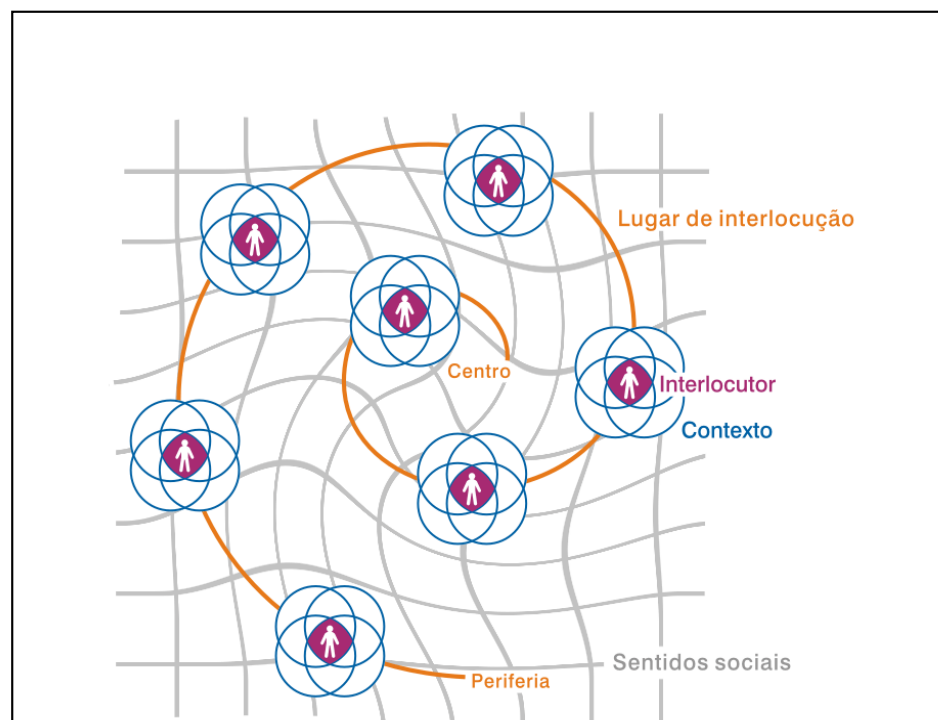 Lugar de interlocução
Centro
Interlocutor
Contexto
Sentidos sociais
Periferia